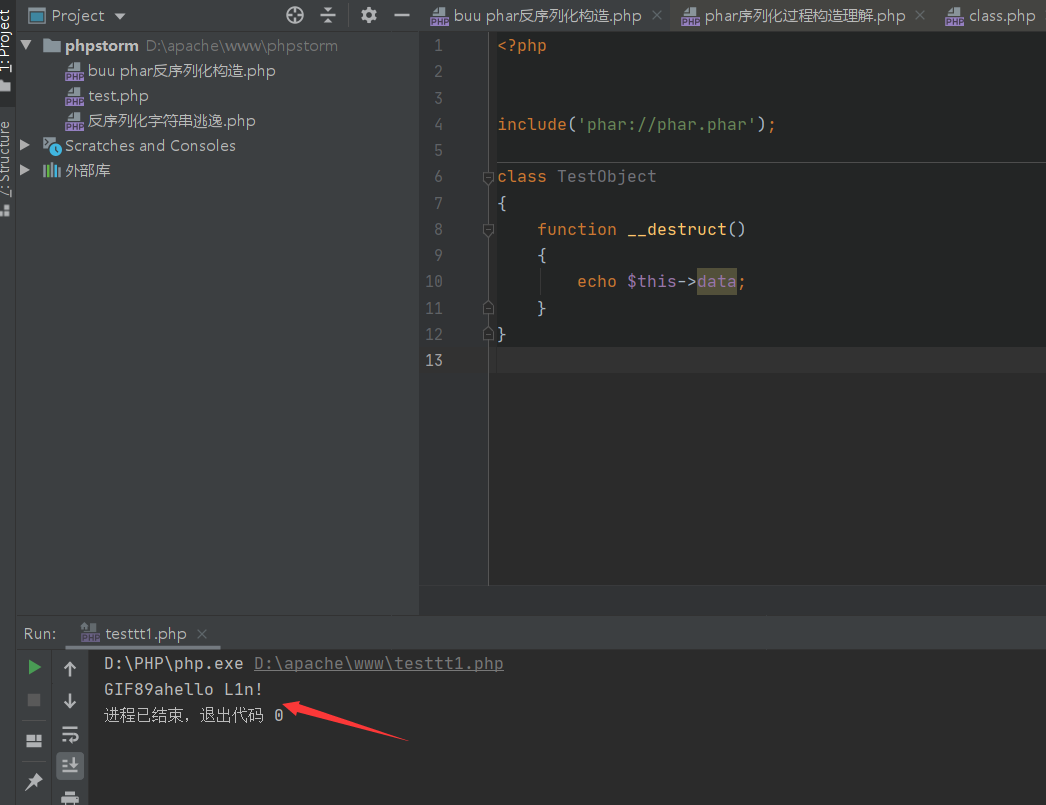 Project
buu phar反序列化构造.php
phar序列化过程构造理解.php
class.php
1: Project
phpstorm D:\apache\www\phpstorm
buu phar反序列化构造.php
test.php
反序列化字符串逃逸.php
Scratches and Consoles
外部库
Z: Structure
1 <?php
2
3
4 include('phar://phar.phar');
5
6 class TestObject
7 {
8 function __destruct()
9 {
10 echo $this->data;
11 }
12 }
13
Run: testtt1.php
D:\PHP\php.exe D:\apache\www\testtt1.php
GIF89ahello L1n!
进程已结束，退出代码 0